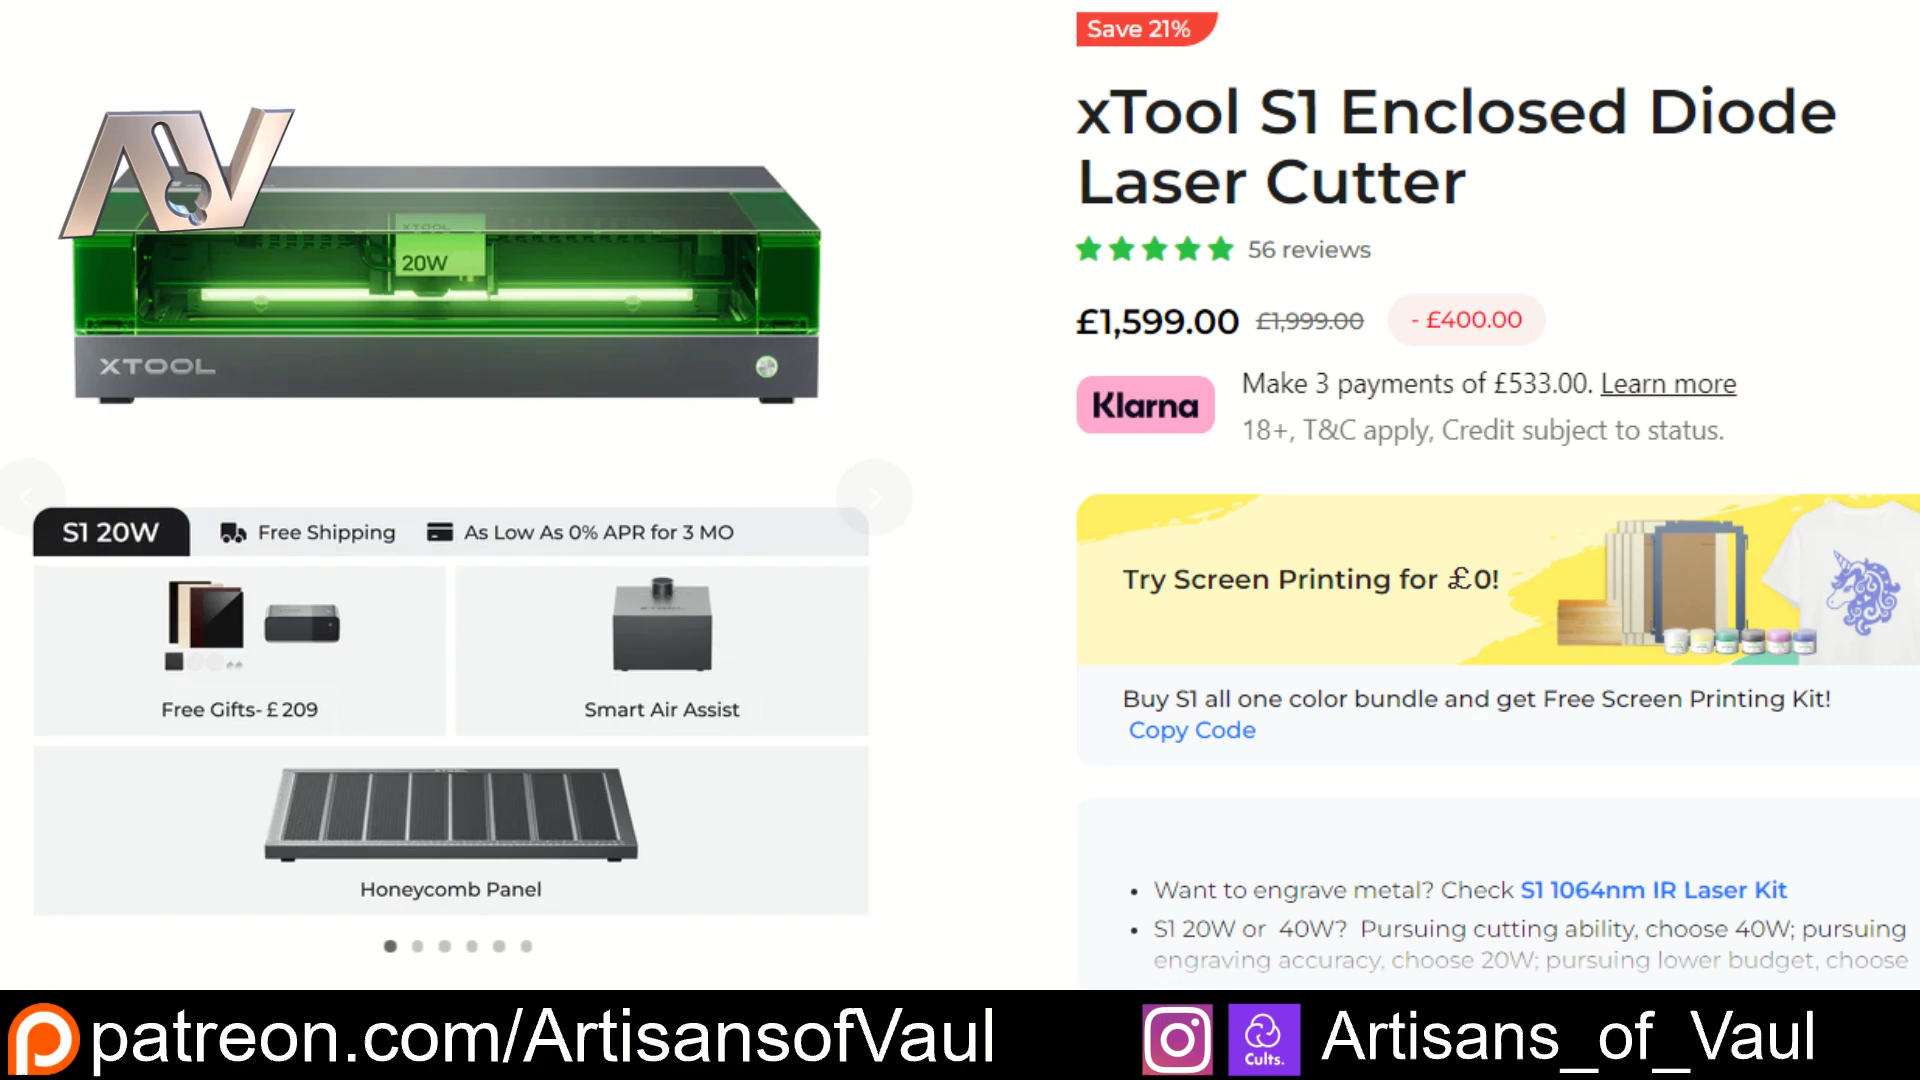 Save 21%
xTool S1 Enclosed Diode
Laser Cutter
56 reviews
£1,599.00 £1,999.00 - £400.00
Klarna
Make 3 payments of £533.00. Learn more
18+, T&C apply, Credit subject to status.
AV
XTOOL
20W
XTOOL
S1 20W Free Shipping As Low As 0% APR for 3 MO
Free Gifts-£209
Smart Air Assist
Honeycomb Panel
Try Screen Printing for £0!
Buy S1 all one color bundle and get Free Screen Printing Kit!
Copy Code
• Want to engrave metal? Check S1 1064nm IR Laser Kit
• S1 20W or 40W? Pursuing cutting ability, choose 40W; pursuing
engraving accuracy, choose 20W; pursuing lower budget, choose
patreon.com/ArtisansofVaul
Cults.
Artisans_of_Vaul